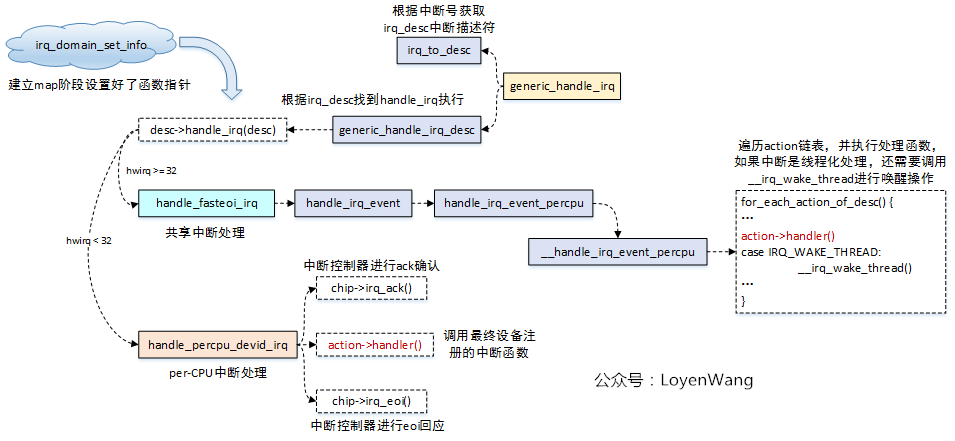 根据中断号获取
irq_desc中断描述符
irq_to_desc
irq_domain_set_info
建立map阶段设置好了函数指针
generic_handle_irq
根据irq_desc找到handle_irq执行
desc->handle_irq(desc)
generic_handle_irq_desc
hwirq >= 32
遍历action链表，并执行处理函数，
如果中断是线程化处理，还需要调用
__irq_wake_thread进行唤醒操作
handle_fasteoi_irq
handle_irq_event
handle_irq_event_percpu
共享中断处理
hwirq < 32
__handle_irq_event_percpu
for_each_action_of_desc() {
...
action->handler()
case IRQ_WAKE_THREAD:
__irq_wake_thread()
...
}
中断控制器进行ack确认
chip->irq_ack()
handle_percpu_devid_irq
per-CPU中断处理
action->handler()
调用最终设备注
册的中断函数
chip->irq_eoi()
中断控制器进行eoi回应
公众号：LoyenWang